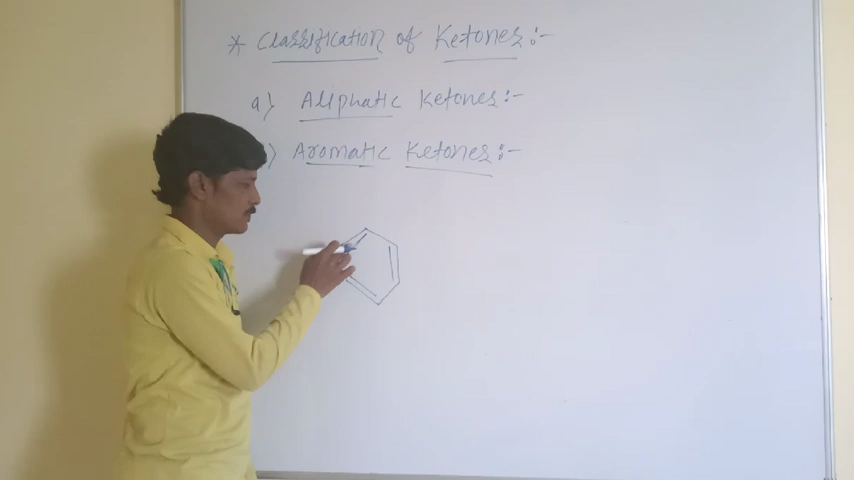 * Classification of Ketones:-
a) Aliphatic Ketones:-
) Aromatic Ketones:-